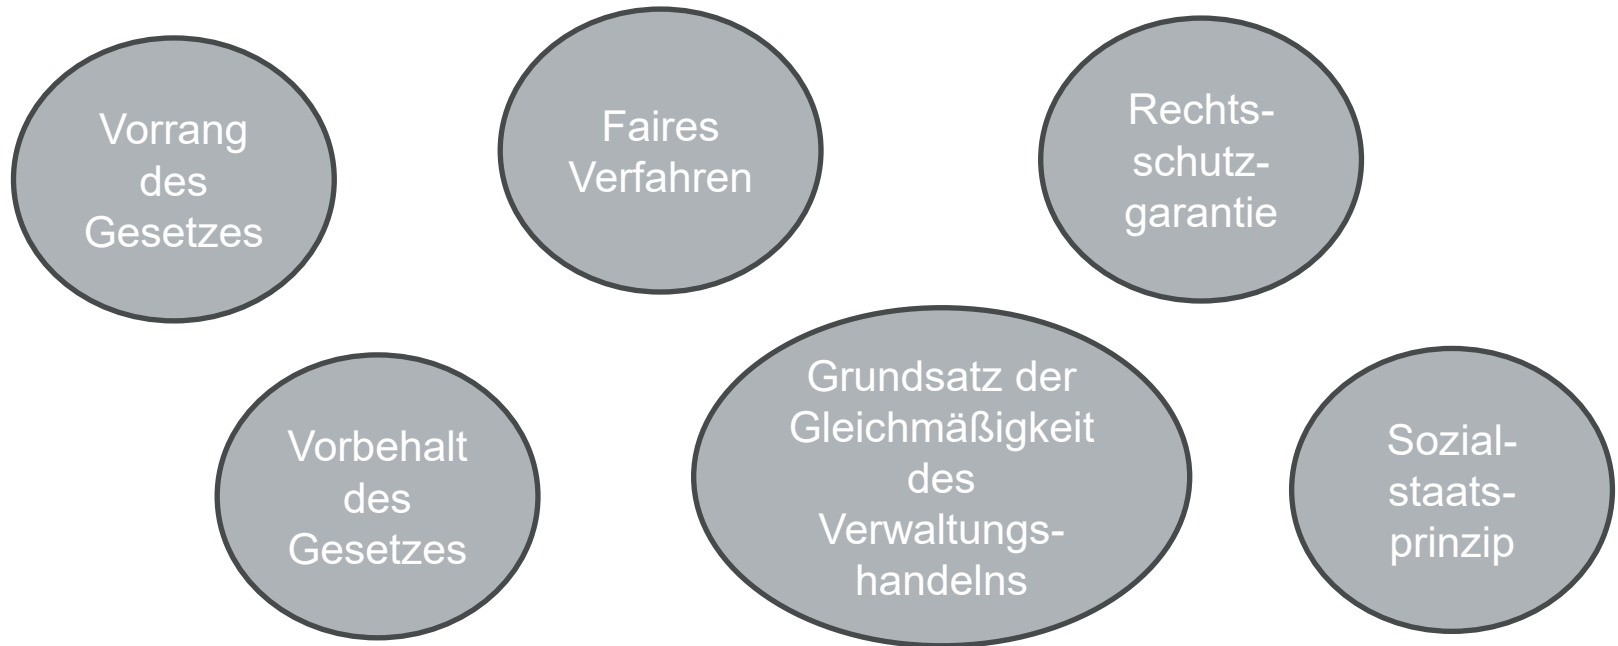 Vorrang
des
Gesetzes
Faires
Verfahren
Rechts-
schutz-
garantie
Vorbehalt
des
Gesetzes
Grundsatz der
Gleichmäßigkeit
des
Verwaltungs-
handelns
Sozial-
staats-
prinzip